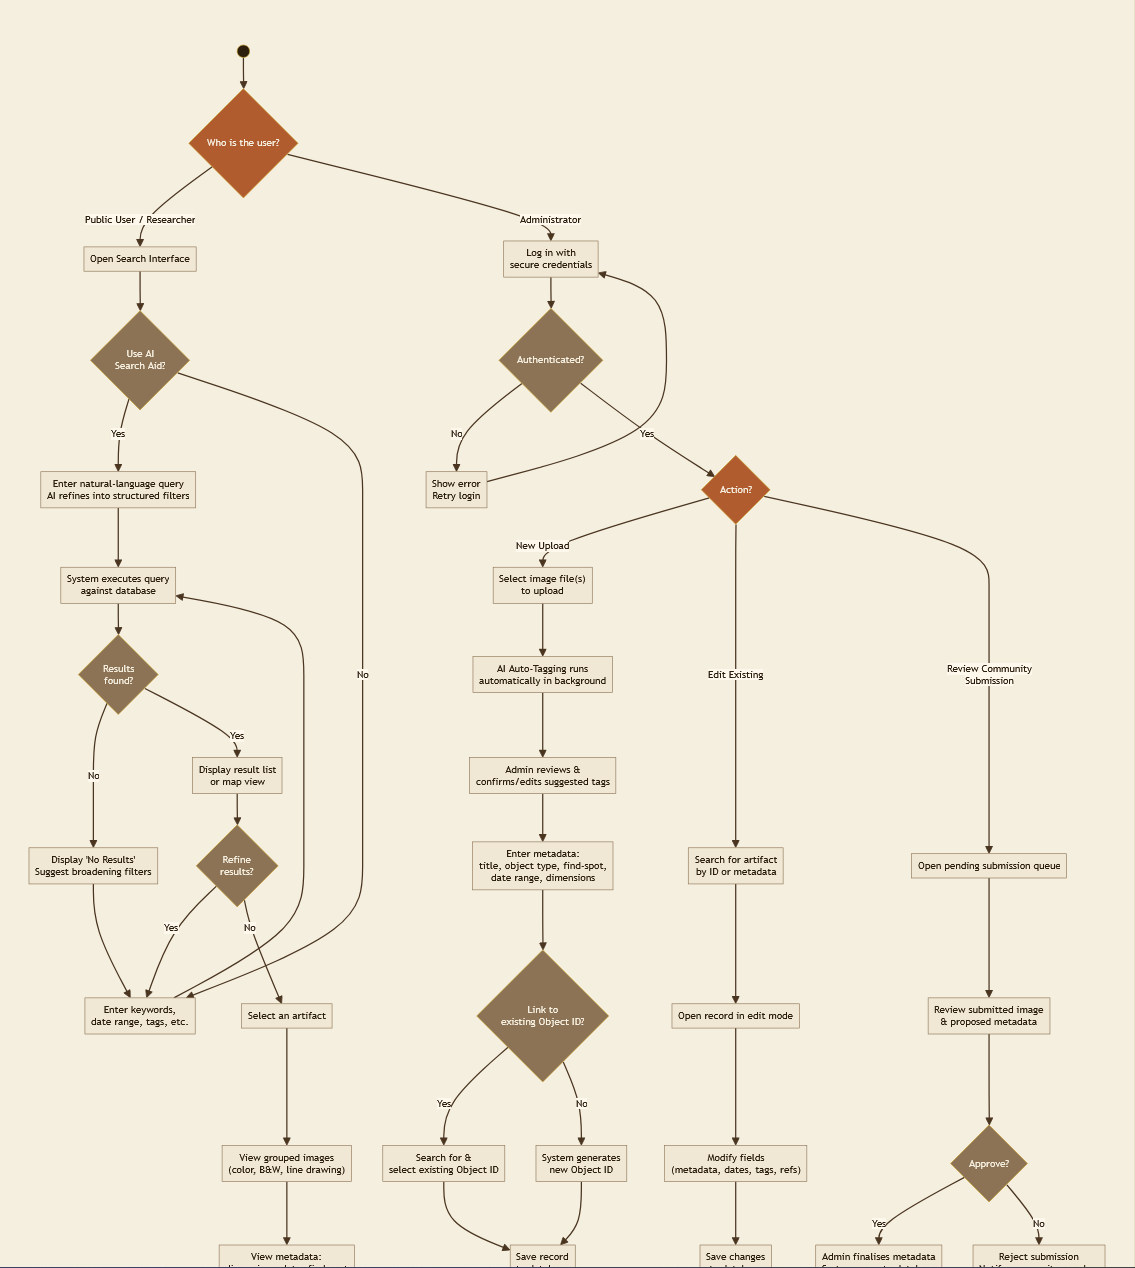 Who is the user?
Public User / Researcher
Administrator
Open Search Interface
Log in with
secure credentials
Use AI
Search Aid?
Authenticated?
Yes
No
Yes
Enter natural-language query
AI refines into structured filters
Show error
Retry login
Action?
New Upload
System executes query
against database
Select image file(s)
to upload
Results
found?
No
AI Auto-Tagging runs
automatically in background
Edit Existing
Review Community
Submission
Yes
No
Display result list
or map view
Admin reviews &
confirms/edits suggested tags
Display 'No Results'
Suggest broadening filters
Refine
results?
Enter metadata:
title, object type, find-spot,
date range, dimensions
Search for artifact
by ID or metadata
Open pending submission queue
Yes
No
Enter keywords,
date range, tags, etc.
Select an artifact
Link to
existing Object ID?
Open record in edit mode
Review submitted image
& proposed metadata
Yes
No
View grouped images
(color, B&W, line drawing)
Search for &
select existing Object ID
System generates
new Object ID
Modify fields
(metadata, dates, tags, refs)
Approve?
Yes
No
View metadata:
Save record
Save changes
Admin finalises metadata
Reject submission